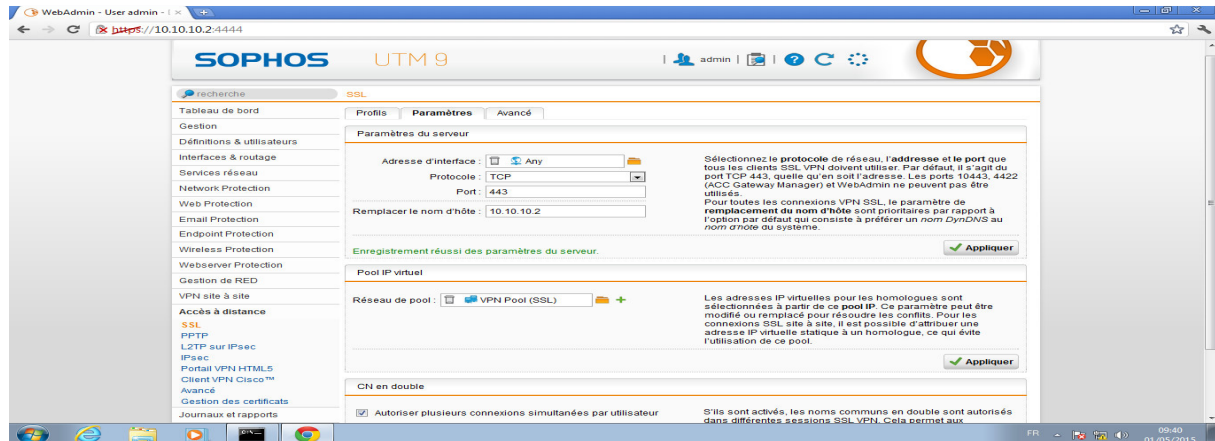 WebAdmin - User admin - |
https://10.10.10.2:4444
SOPHOS UTM 9
| admin | | ?
recherche
Tableau de bord
Gestion
Définitions & utilisateurs
Interfaces & routage
Services réseau
Network Protection
Web Protection
Email Protection
Endpoint Protection
Wireless Protection
Webserver Protection
Gestion de RED
VPN site à site
Accès à distance
SSL
PPTP
L2TP sur IPsec
IPsec
Portail VPN HTML5
Client VPN Cisco™
Avancé
Gestion des certificats
Journaux et rapports
SSL
Profils Paramètres Avancé
Paramètres du serveur
Adresse d'interface : Any
Protocole : TCP
Port : 443
Remplacer le nom d'hôte : 10.10.10.2
Sélectionnez le protocole de réseau, l'addresse et le port que
tous les clients SSL VPN doivent utiliser. Par défaut, il s'agit du
port TCP 443, quelle qu'en soit l'adresse. Les ports 10443, 4422
(ACC Gateway Manager) et WebAdmin ne peuvent pas être
utilisés.
Pour toutes les connexions VPN SSL, le paramètre de
remplacement du nom d'hôte sont prioritaires par rapport à
l'option par défaut qui consiste à préférer un nom DynDNS au
nom d'hôte du système.
Enregistrement réussi des paramètres du serveur.
Appliquer
Pool IP virtuel
Réseau de pool : VPN Pool (SSL)
Les adresses IP virtuelles pour les homologues sont
sélectionnées à partir de ce pool IP. Ce paramètre peut être
modifié ou remplacé pour résoudre les conflits. Pour les
connexions SSL site à site, il est possible d'attribuer une
adresse IP virtuelle statique à un homologue, ce qui évite
l'utilisation de ce pool.
Appliquer
CN en double
Autoriser plusieurs connexions simultanées par utilisateur
S'ils sont activés, les noms communs en double sont autorisés
dans différentes sessions SSL VPN. Cela permet aux
FR
09:40
01/05/2015